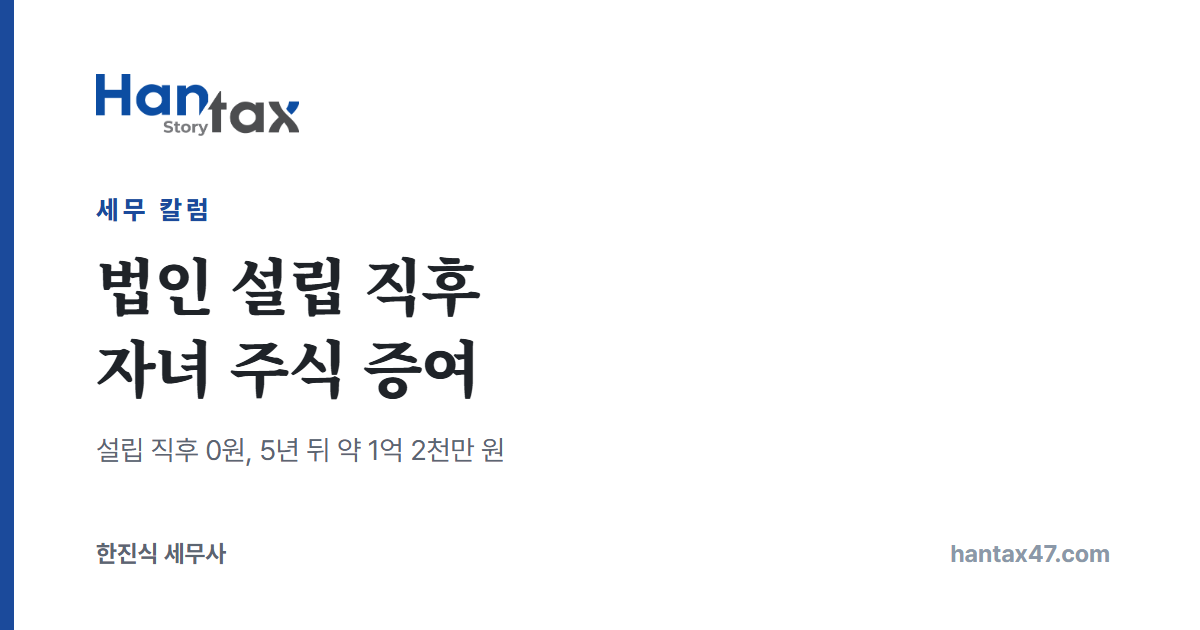 Hantax
Story
세무 칼럼
법인 설립 직후
자녀 주식 증여
설립 직후 0원, 5년 뒤 약 1억 2천만 원
한진식 세무사
hantax47.com